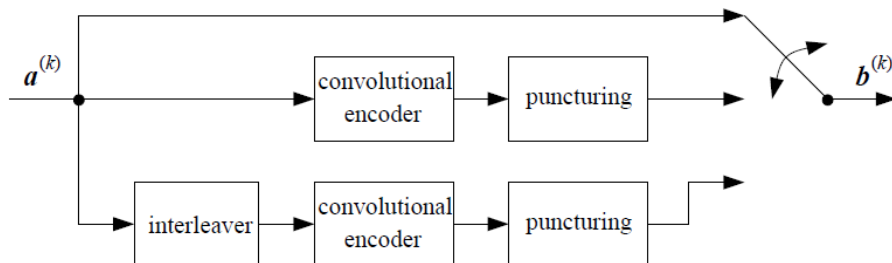 a^(k)
convolutional
encoder
puncturing
b^(k)
interleaver
convolutional
encoder
puncturing